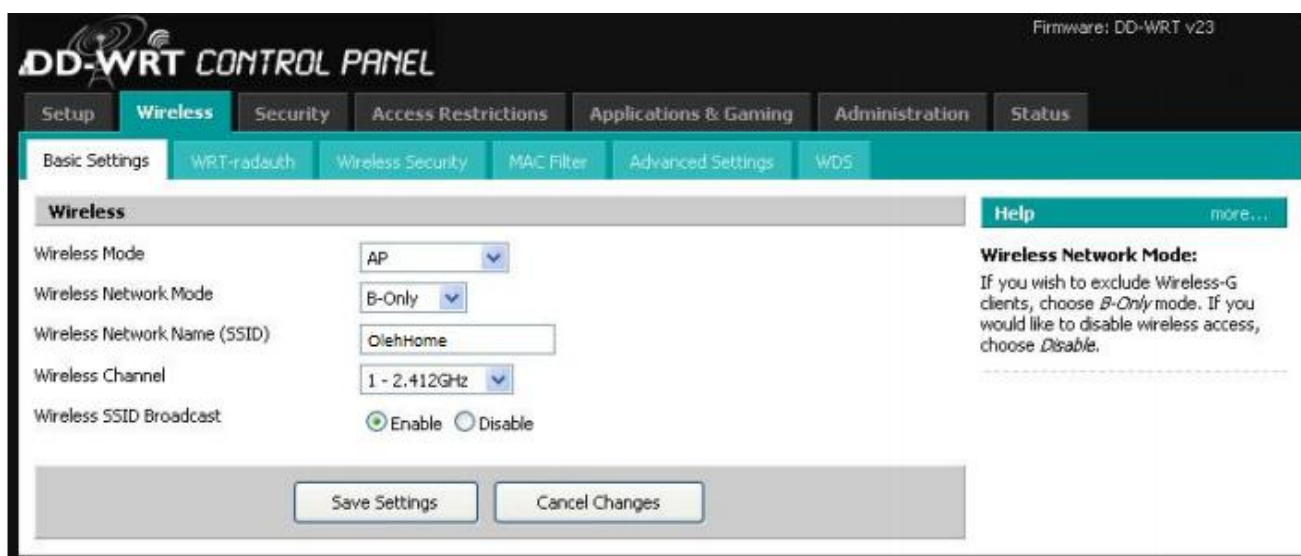 Firmware: DD-WRT v23
DD-WRT CONTROL PANEL
Setup Wireless Security Access Restrictions Applications & Gaming Administration Status
Basic Settings WRT-radauth Wireless Security MAC Filter Advanced Settings WDS
Wireless
Wireless Mode AP
Wireless Network Mode B-Only
Wireless Network Name (SSID) OlehHome
Wireless Channel 1 - 2.412GHz
Wireless SSID Broadcast Enable Disable
Save Settings Cancel Changes
Help more...
Wireless Network Mode:
If you wish to exclude Wireless-G
clients, choose B-Only mode. If you
would like to disable wireless access,
choose Disable.